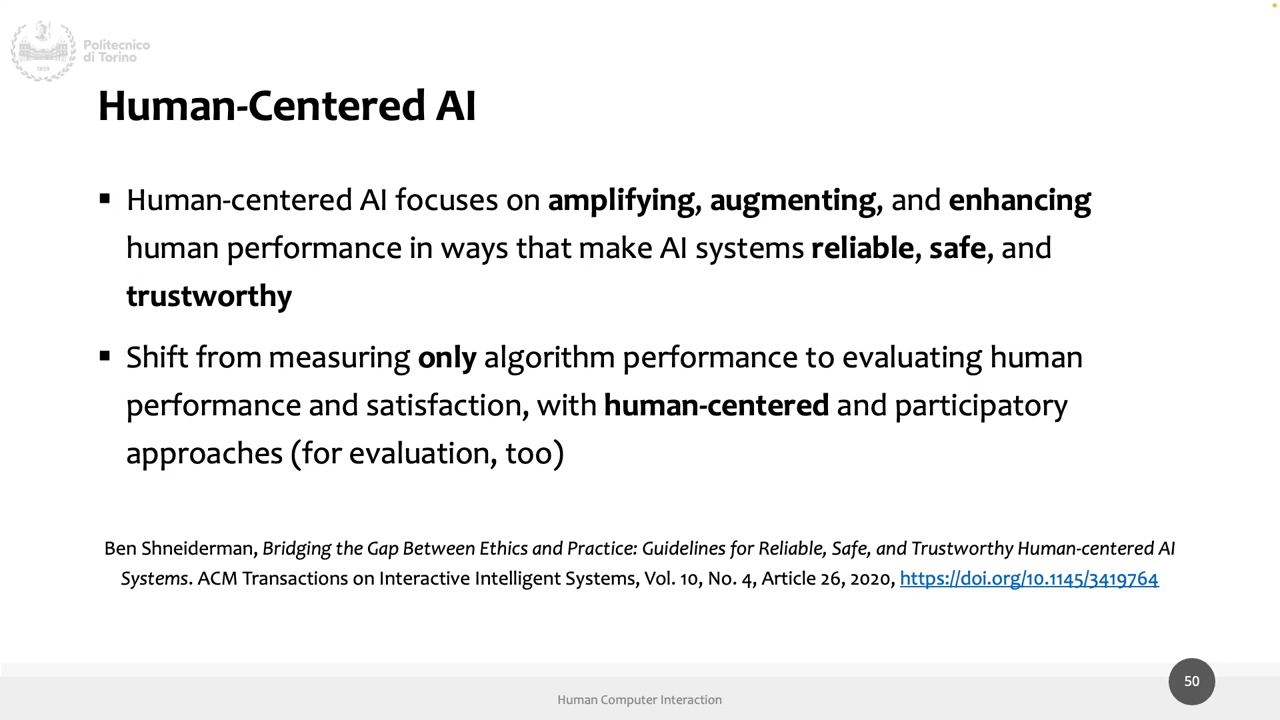 Politecnico
di Torino
1859
Human-Centered AI
▪ Human-centered AI focuses on amplifying, augmenting, and enhancing
human performance in ways that make AI systems reliable, safe, and
trustworthy
▪ Shift from measuring only algorithm performance to evaluating human
performance and satisfaction, with human-centered and participatory
approaches (for evaluation, too)
Ben Shneiderman, Bridging the Gap Between Ethics and Practice: Guidelines for Reliable, Safe, and Trustworthy Human-centered AI
Systems. ACM Transactions on Interactive Intelligent Systems, Vol. 10, No. 4, Article 26, 2020, https://doi.org/10.1145/3419764
Human Computer Interaction
50